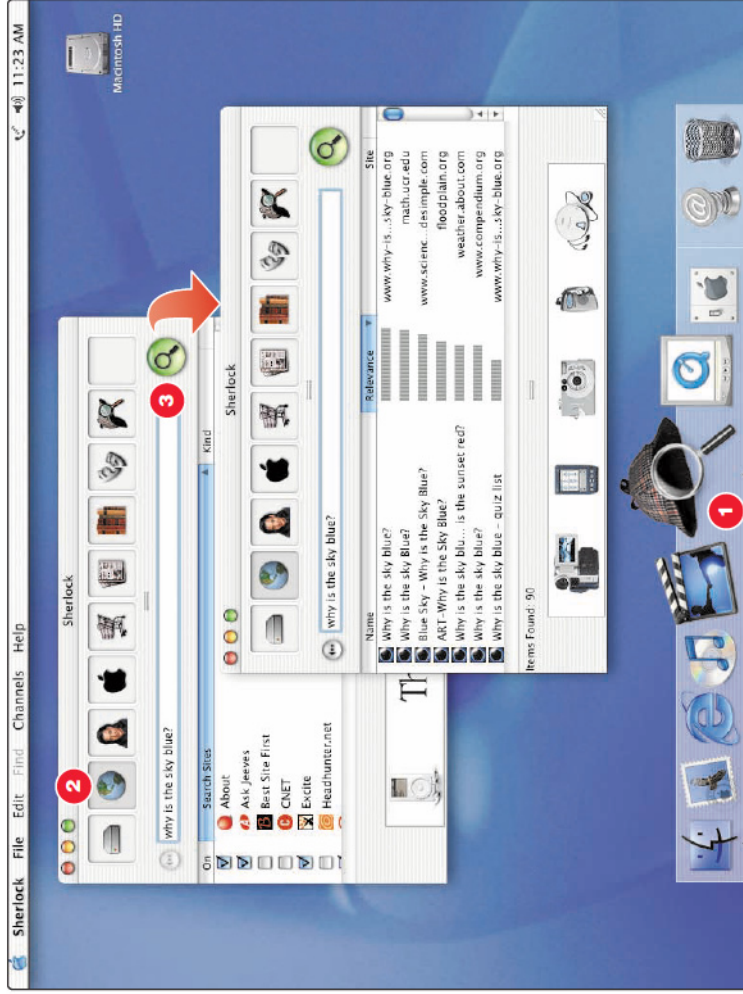 Sherlock File Edit Find Channels Help 11:23 AM
Macintosh HD
Sherlock
2
why is the sky blue?
3
On Search Sites Kind
About
Ask Jeeves
Best Site First
CNET
Excite
Headhunter.net
Th
Sherlock
why is the sky blue?
Name Relevance Site
Why is the sky blue? www.why-is...sky-blue.org
Why is the sky Blue? math.ucr.edu
Blue Sky - Why is the Sky Blue? www.scienc...desimple.com
ART-Why is the Sky Blue? floodplain.org
Why is the sky blu... is the sunset red? weather.about.com
Why is the sky blue? www.compendium.org
Why is the sky blue - quiz list www.why-is...sky-blue.org
Items Found: 90
1